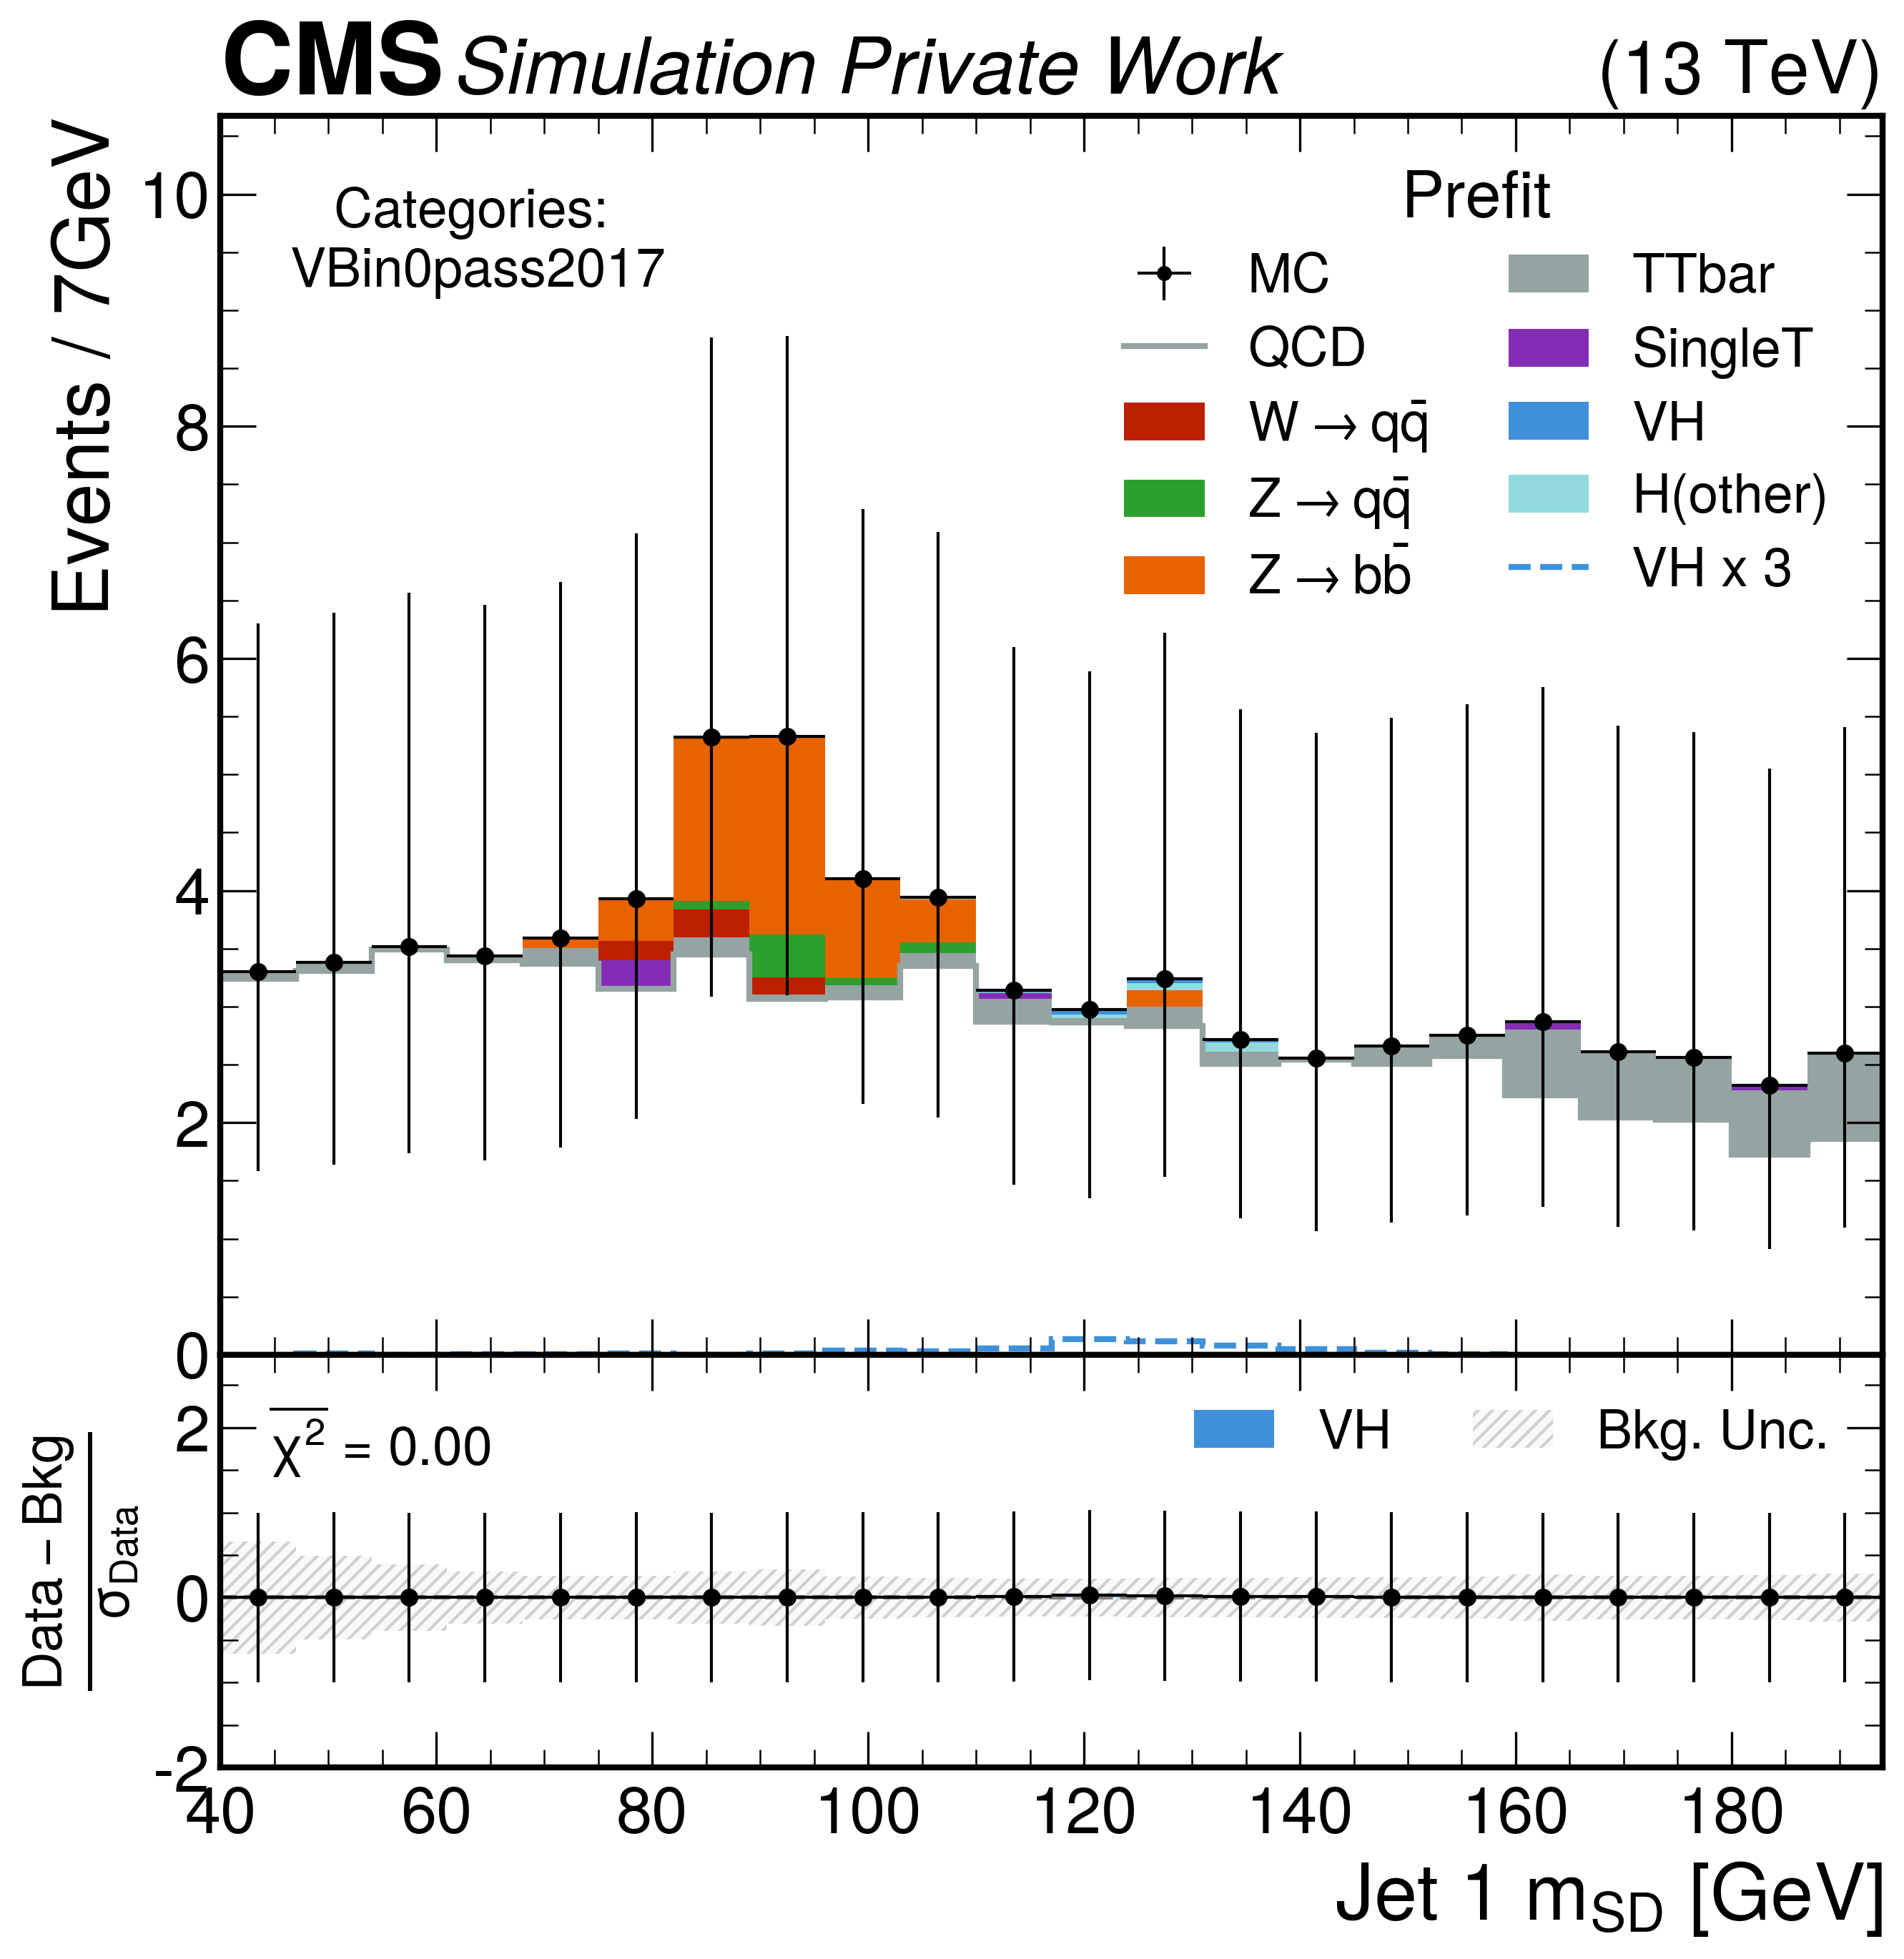 CMS Simulation Private Work (13 TeV)
Events / 7GeV
10
8
6
4
2
0
Categories:
VBin0pass2017
Prefit
MC
QCD
W → qq̄
Z → qq̄
Z → bb̄
TTbar
SingleT
VH
H(other)
VH x 3
Data − Bkg
σData
2
0
-2
χ² = 0.00
VH
Bkg. Unc.
40 60 80 100 120 140 160 180
Jet 1 mSD [GeV]